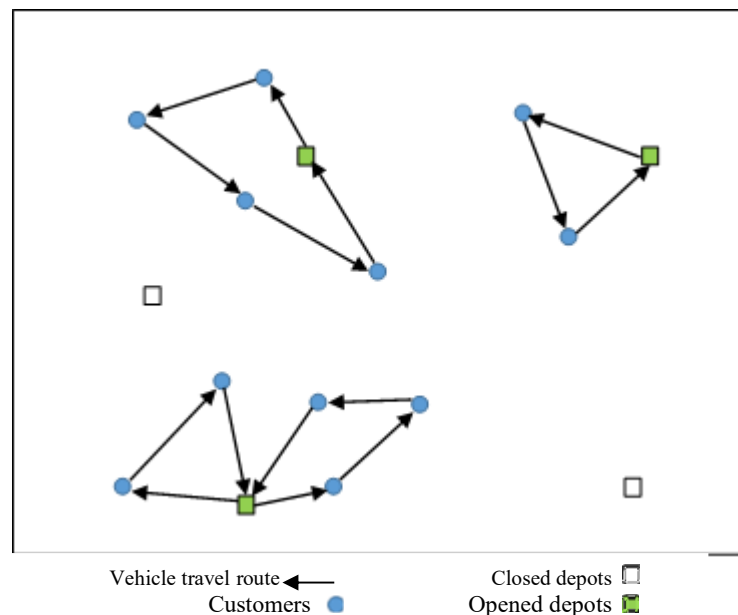 Vehicle travel route
Closed depots
Customers
Opened depots